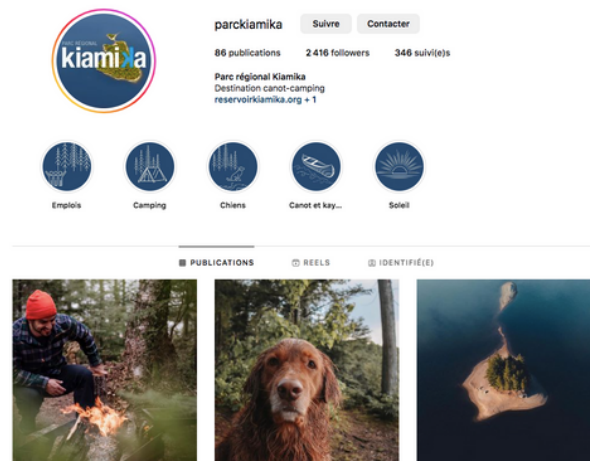 parckiamika Suivre Contacter
86 publications 2 416 followers 346 suivi(e)s
Parc régional Kiamika
Destination canot-camping
reservoirkiamika.org + 1
PARC RÉGIONAL
kiamika
Emplois Camping Chiens Canot et kay... Soleil
PUBLICATIONS REELS IDENTIFIÉ(E)